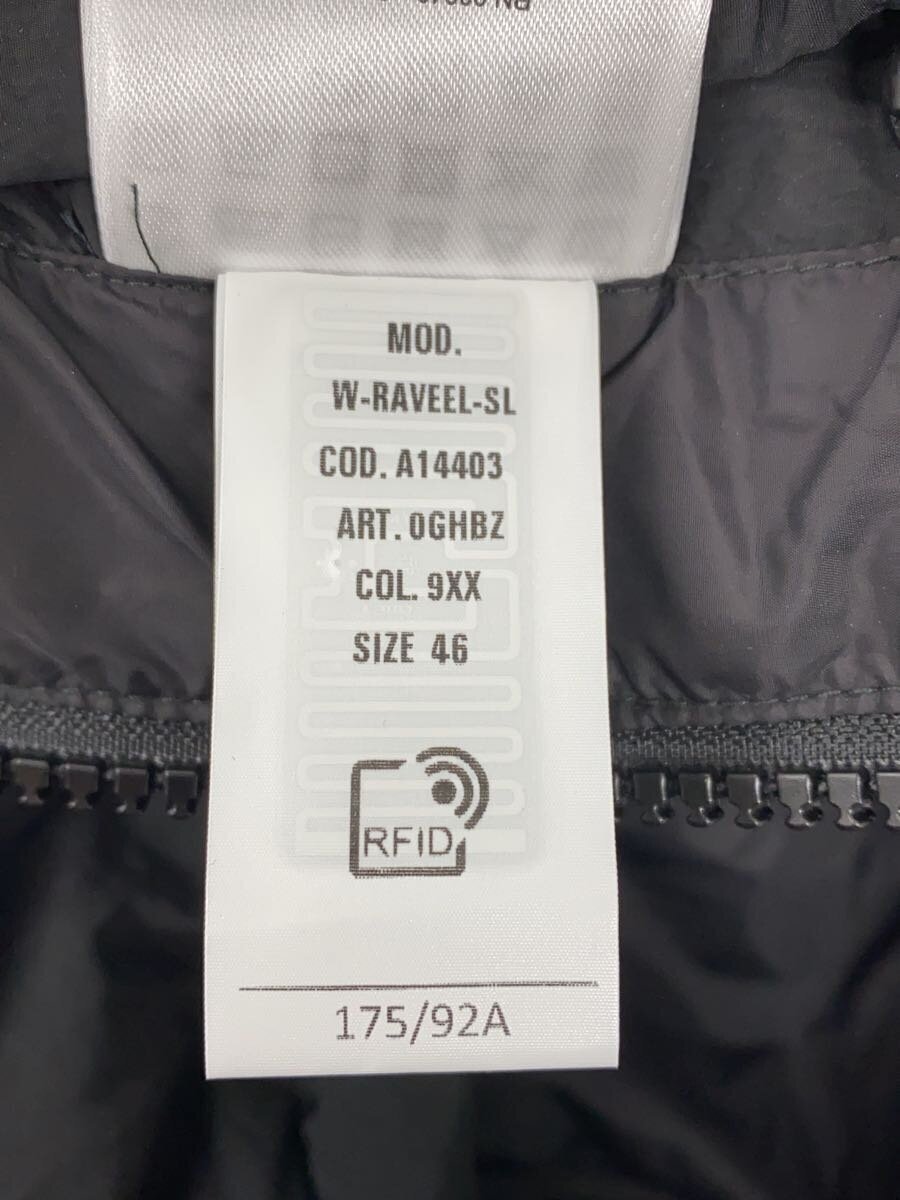 MOD.
W-RAVEEL-SL
COD. A14403
ART. 0GHBZ
COL. 9XX
SIZE 46
RFID
175/92A